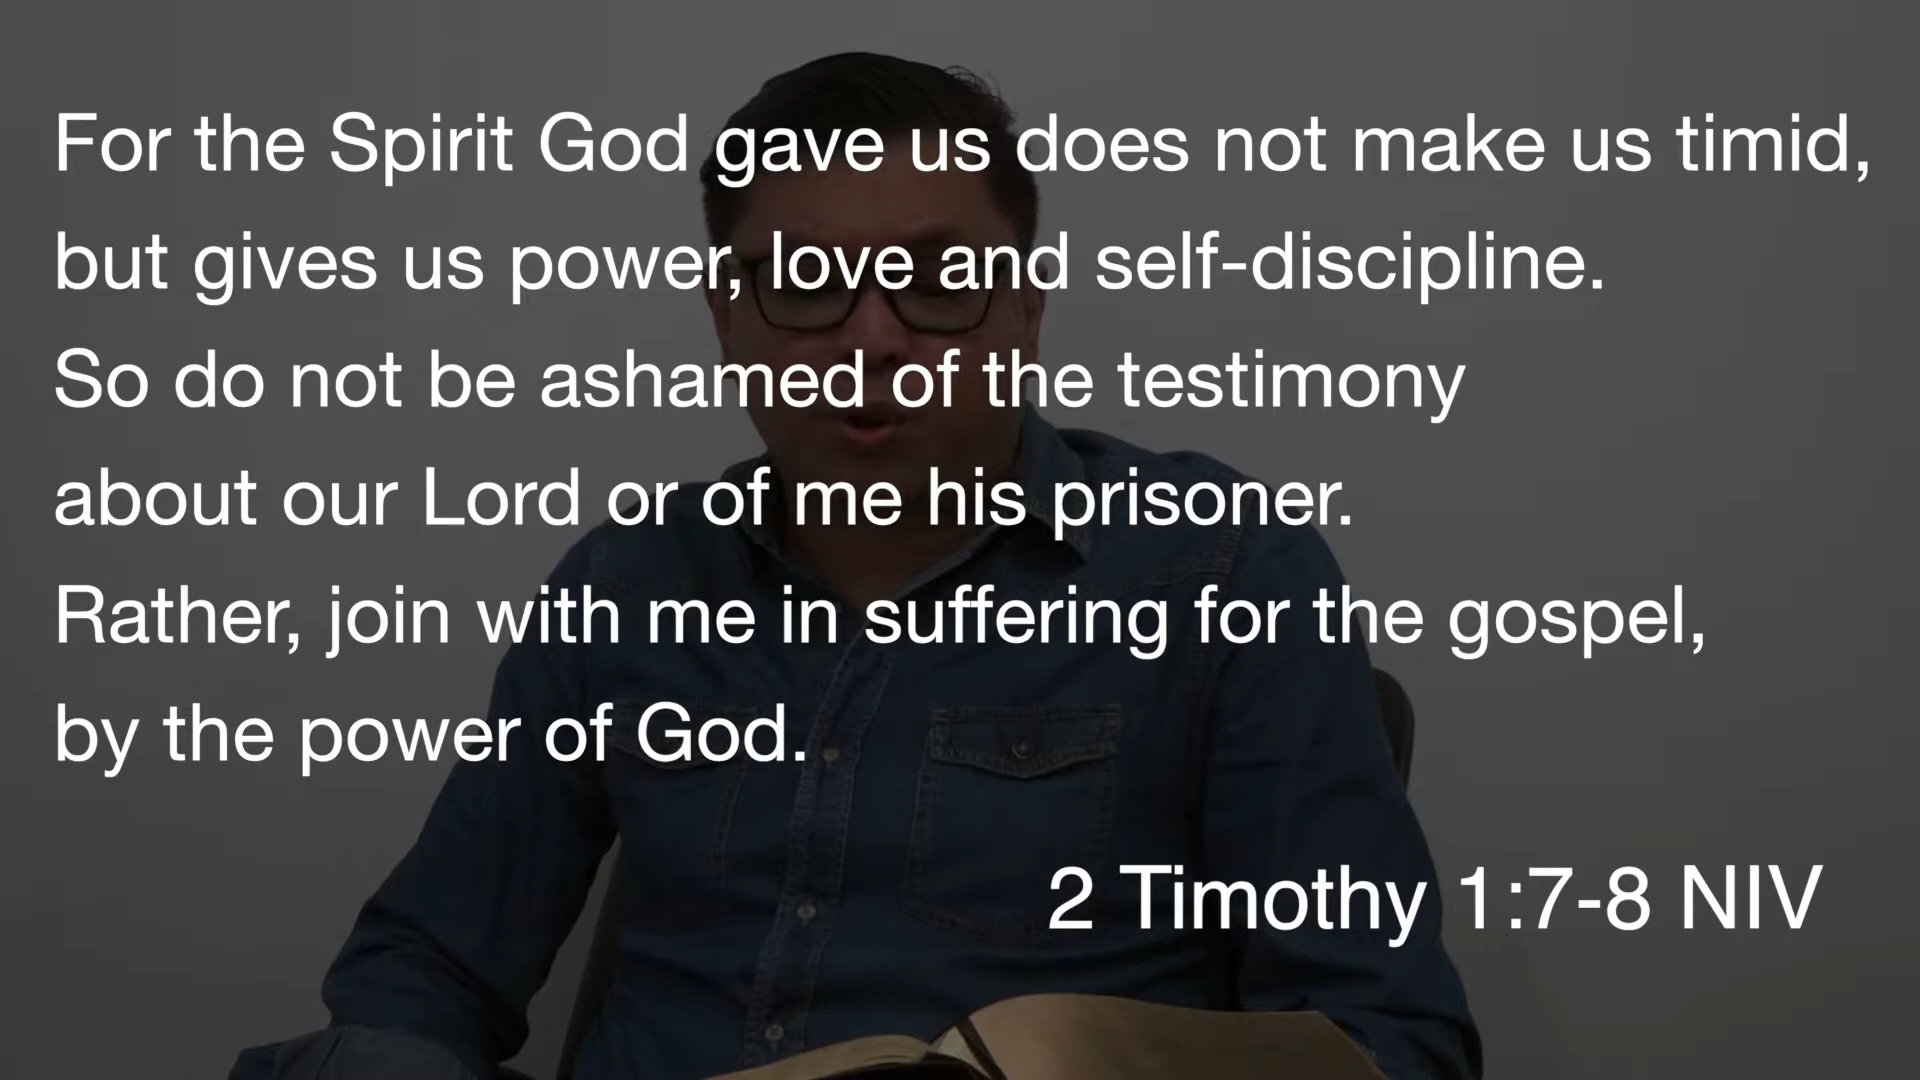 For the Spirit God gave us does not make us timid,
but gives us power, love and self-discipline.
So do not be ashamed of the testimony
about our Lord or of me his prisoner.
Rather, join with me in suffering for the gospel,
by the power of God.
2 Timothy 1:7-8 NIV